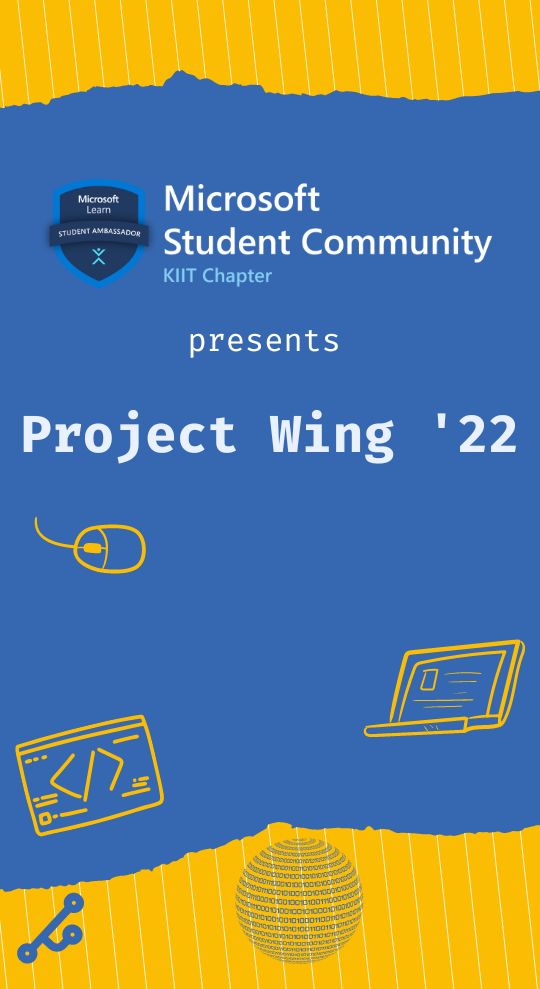 Microsoft
Learn
STUDENT AMBASSADOR
Microsoft
Student Community
KIIT Chapter
presents
Project Wing '22